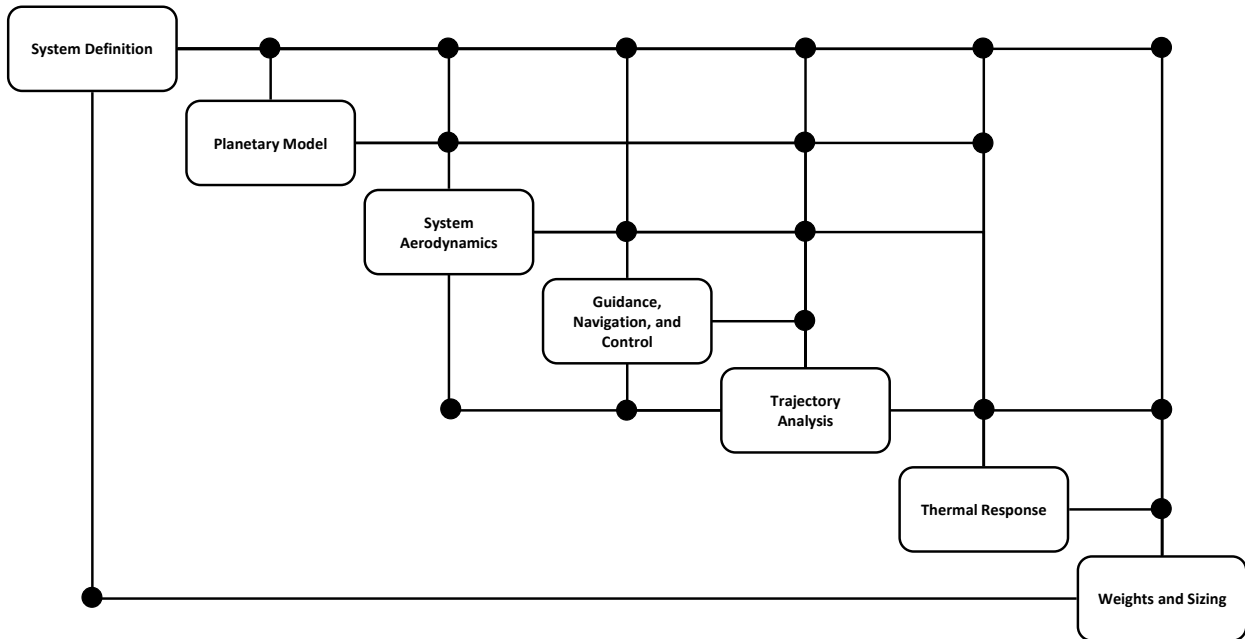 System Definition
Planetary Model
System
Aerodynamics
Guidance,
Navigation, and
Control
Trajectory
Analysis
Thermal Response
Weights and Sizing